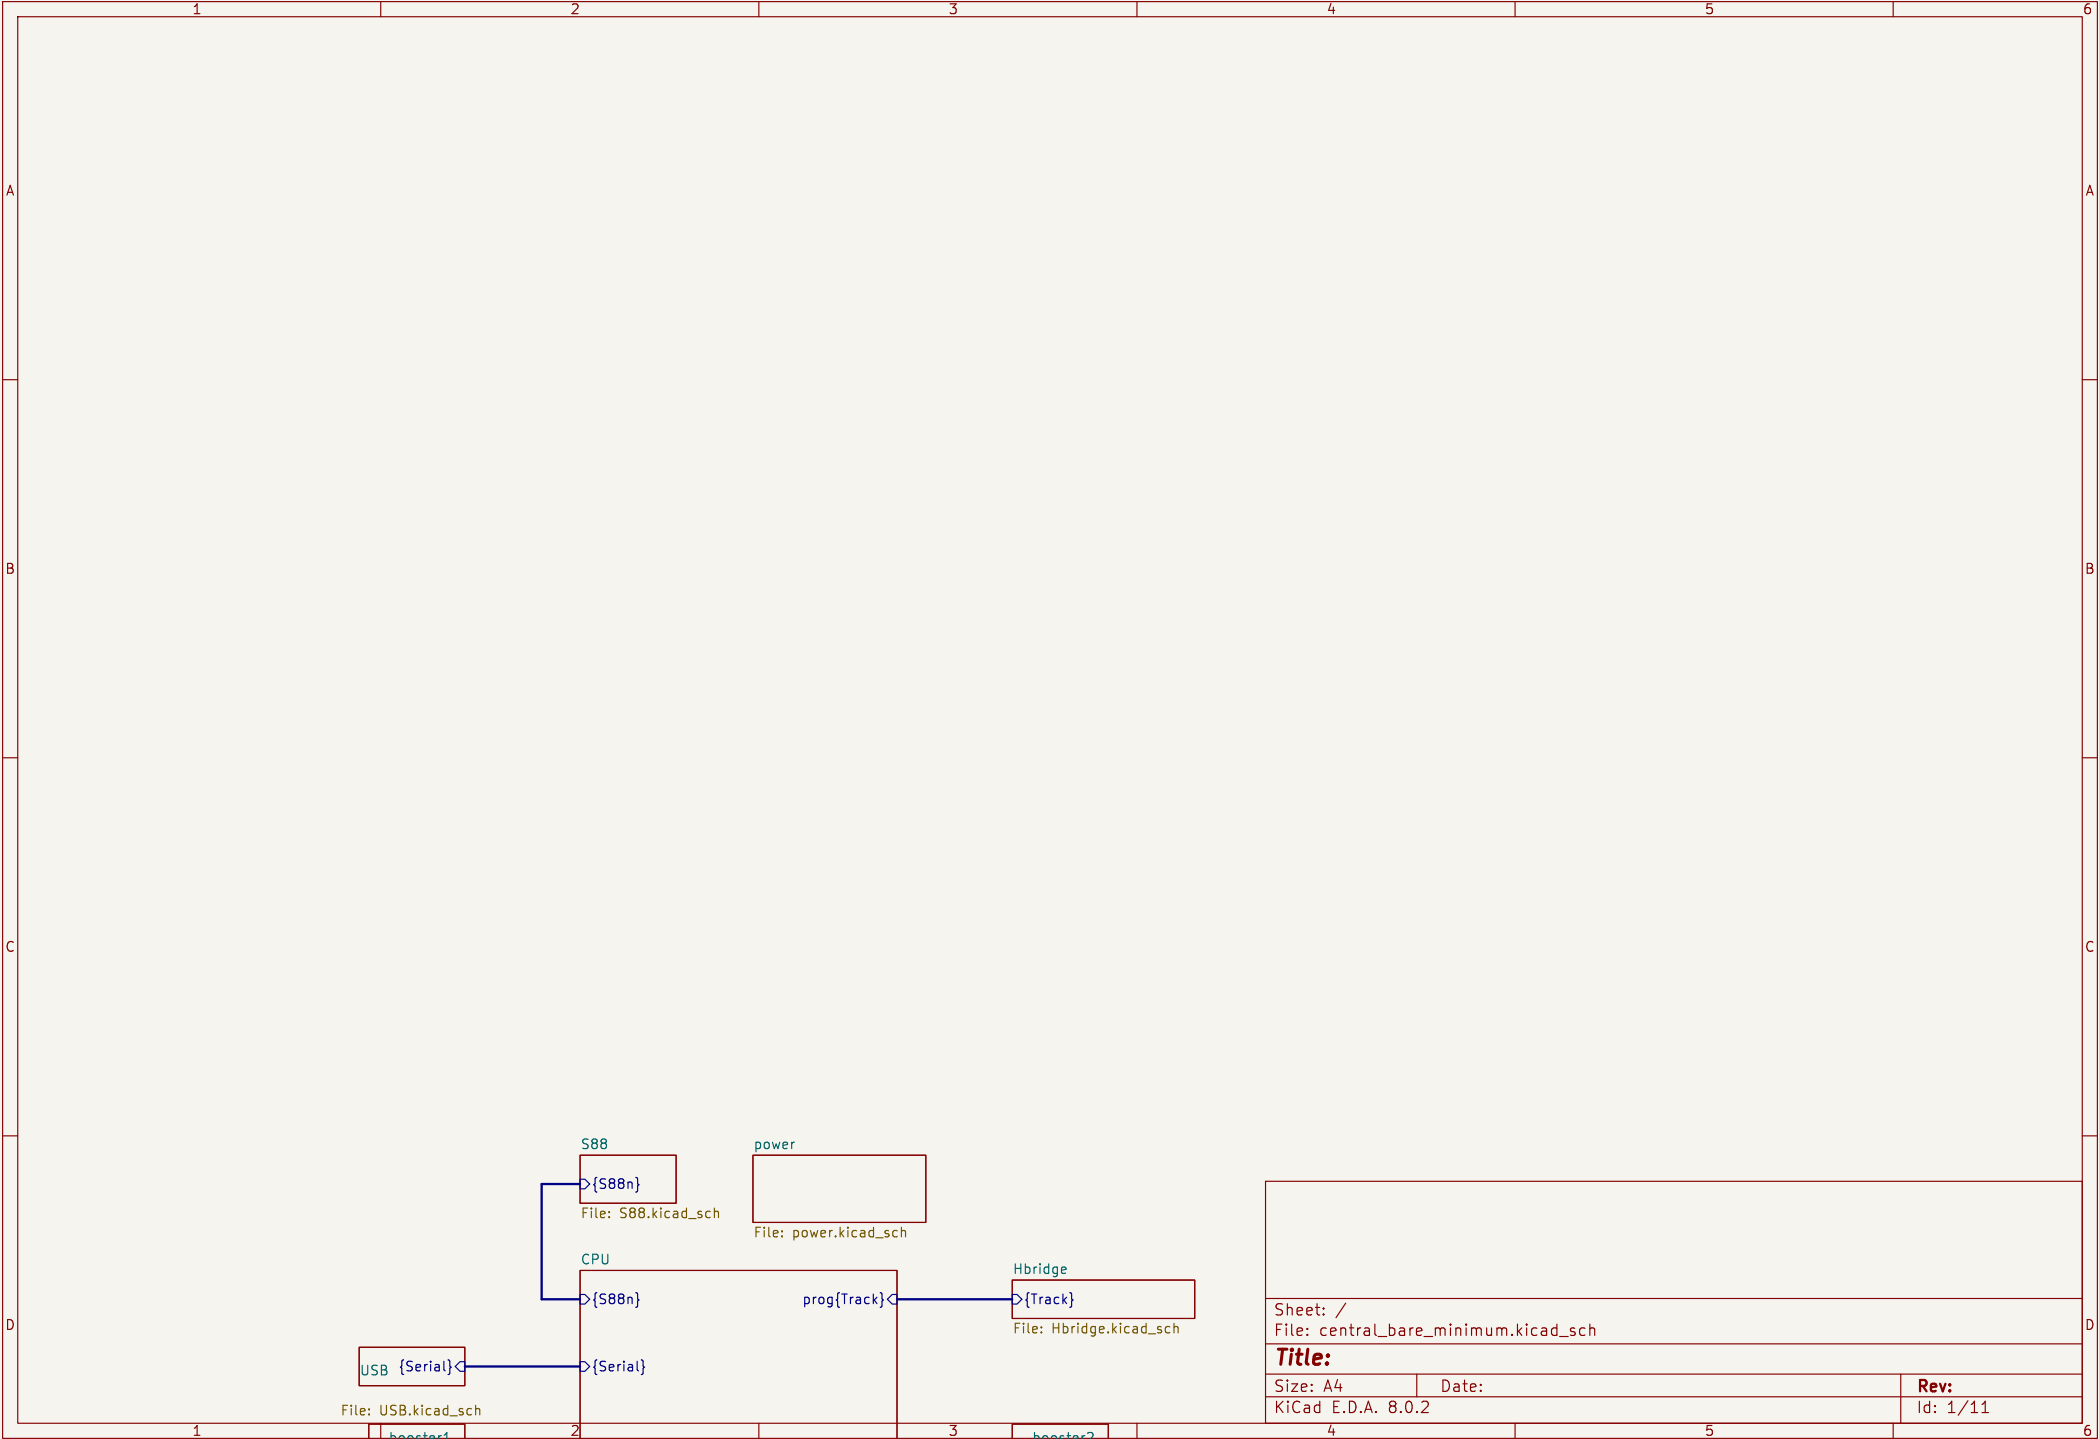 1 2 3 4 5 6
A A
B B
C C
S88
power
{S88n}
File: S88.kicad_sch
File: power.kicad_sch
CPU
Hbridge
{S88n} prog{Track} {Track}
File: Hbridge.kicad_sch
D D
USB {Serial} {Serial}
File: USB.kicad_sch
Sheet: /
File: central_bare_minimum.kicad_sch
Title:
Size: A4 Date: Rev:
KiCad E.D.A. 8.0.2 Id: 1/11
booster1 booster2
1 2 3 4 5 6